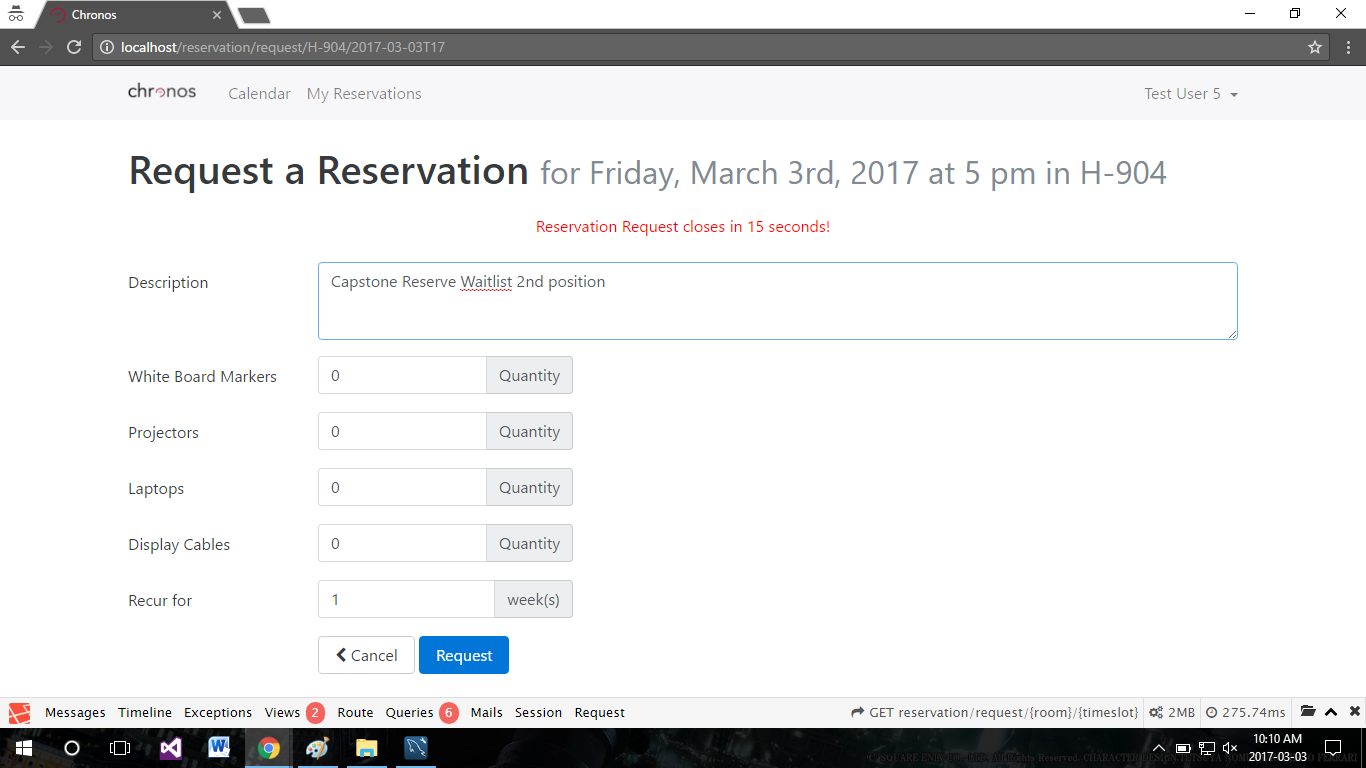 Chronos
localhost/reservation/request/H-904/2017-03-03T17
chronos Calendar My Reservations Test User 5
Request a Reservation for Friday, March 3rd, 2017 at 5 pm in H-904
Reservation Request closes in 15 seconds!
Description Capstone Reserve Waitlist 2nd position
White Board Markers 0 Quantity
Projectors 0 Quantity
Laptops 0 Quantity
Display Cables 0 Quantity
Recur for 1 week(s)
Cancel Request
Messages Timeline Exceptions Views 2 Route Queries 6 Mails Session Request GET reservation/request/{room}/{timeslot} 2MB 275.74ms
10:10 AM
2017-03-03